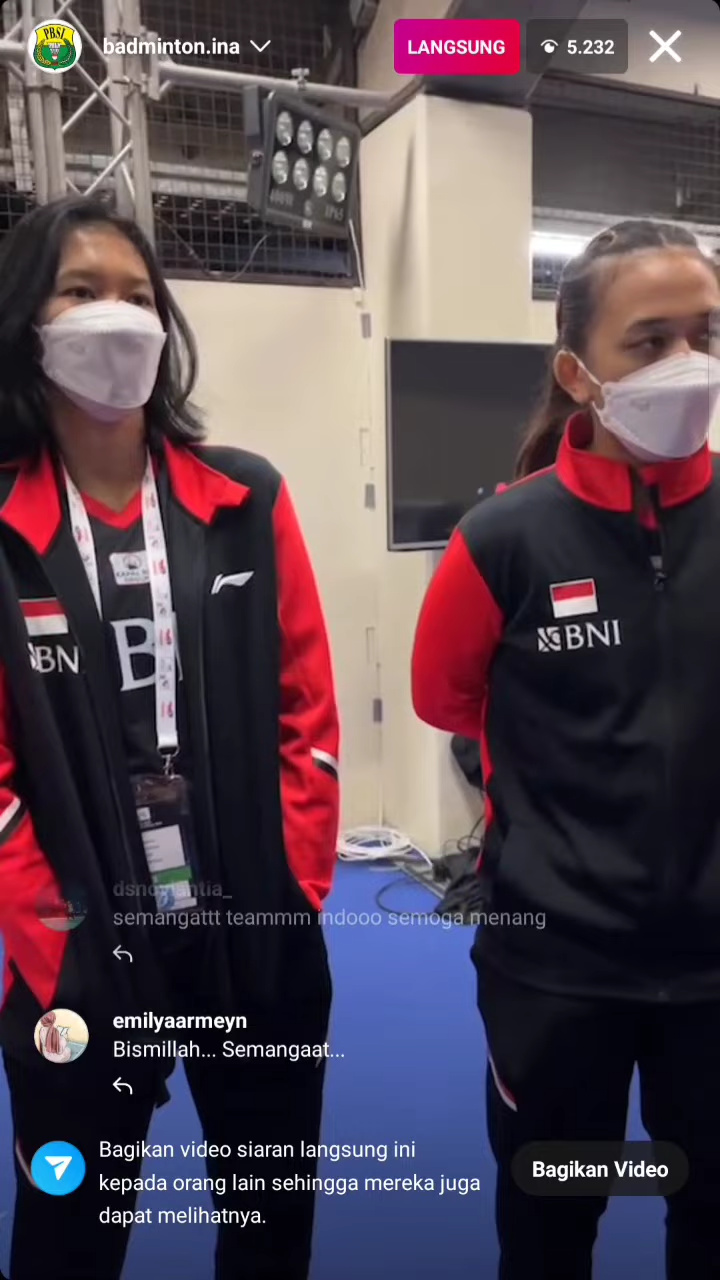 PBSI
badminton.ina
LANGSUNG
5.232
BNI
BNI
dsnoviantia_
semangattt teammm indooo semoga menang
emilyaarmeyn
Bismillah... Semangaat...
Bagikan video siaran langsung ini
kepada orang lain sehingga mereka juga
dapat melihatnya.
Bagikan Video